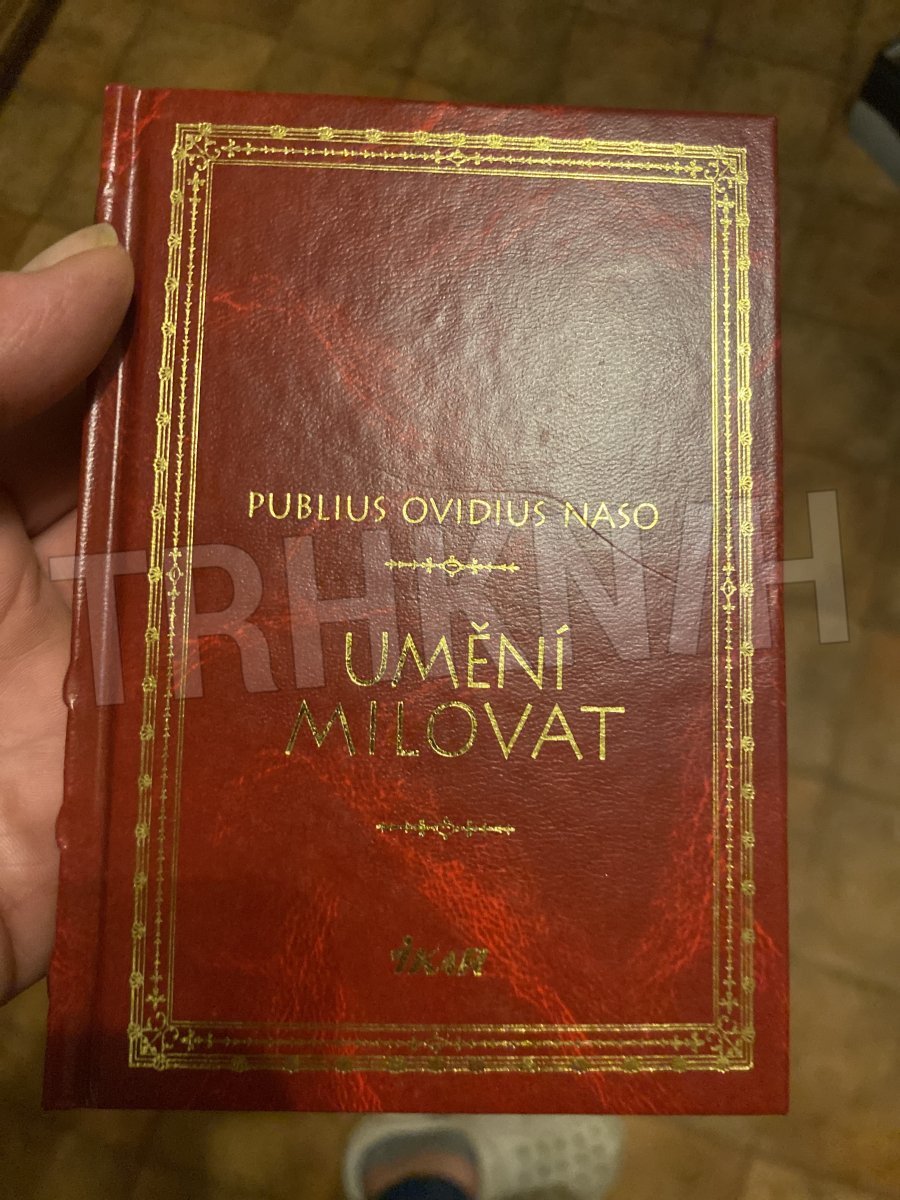 PUBLIUS OVIDIUS NASO
TRHKNIH
UMĚNÍ
MILOVAT
IKAR